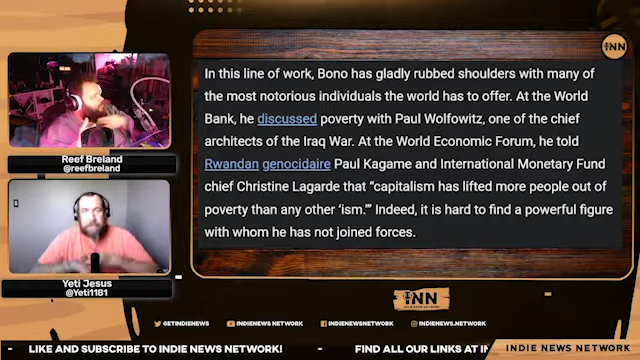 INN
In this line of work, Bono has gladly rubbed shoulders with many of
the most notorious individuals the world has to offer. At the World
Bank, he discussed poverty with Paul Wolfowitz, one of the chief
architects of the Iraq War. At the World Economic Forum, he told
Rwandan genocidaire Paul Kagame and International Monetary Fund
chief Christine Lagarde that “capitalism has lifted more people out of
poverty than any other ‘ism.’” Indeed, it is hard to find a powerful figure
with whom he has not joined forces.
Reef Breland
@reefbreland
Yeti Jesus
@Yeti1181
INN
INDIE NEWS NETWORK
GETINDIENEWS
INDIENEWS NETWORK
INDIENEWSNETWORK
INDIENEWS.NETWORK
- LIKE AND SUBSCRIBE TO INDIE NEWS NETWORK! - FIND ALL OUR LINKS AT IN
INDIE NEWS NETWORK